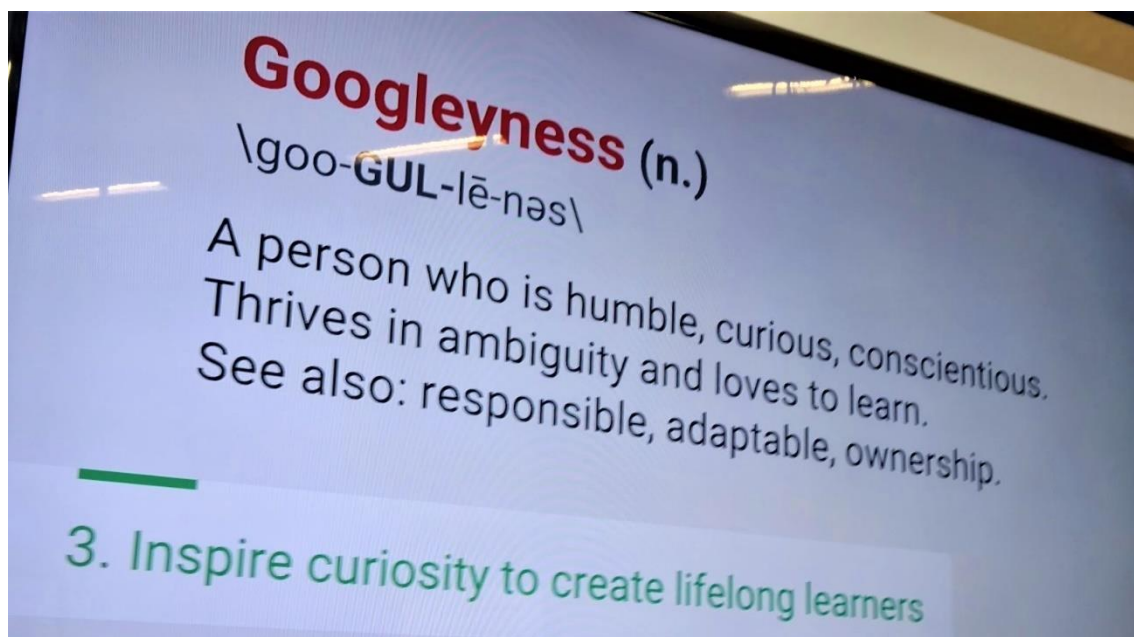 Googleyness (n.)
\goo-GUL-lē-nəs\
A person who is humble, curious, conscientious.
Thrives in ambiguity and loves to learn.
See also: responsible, adaptable, ownership.
3. Inspire curiosity to create lifelong learners